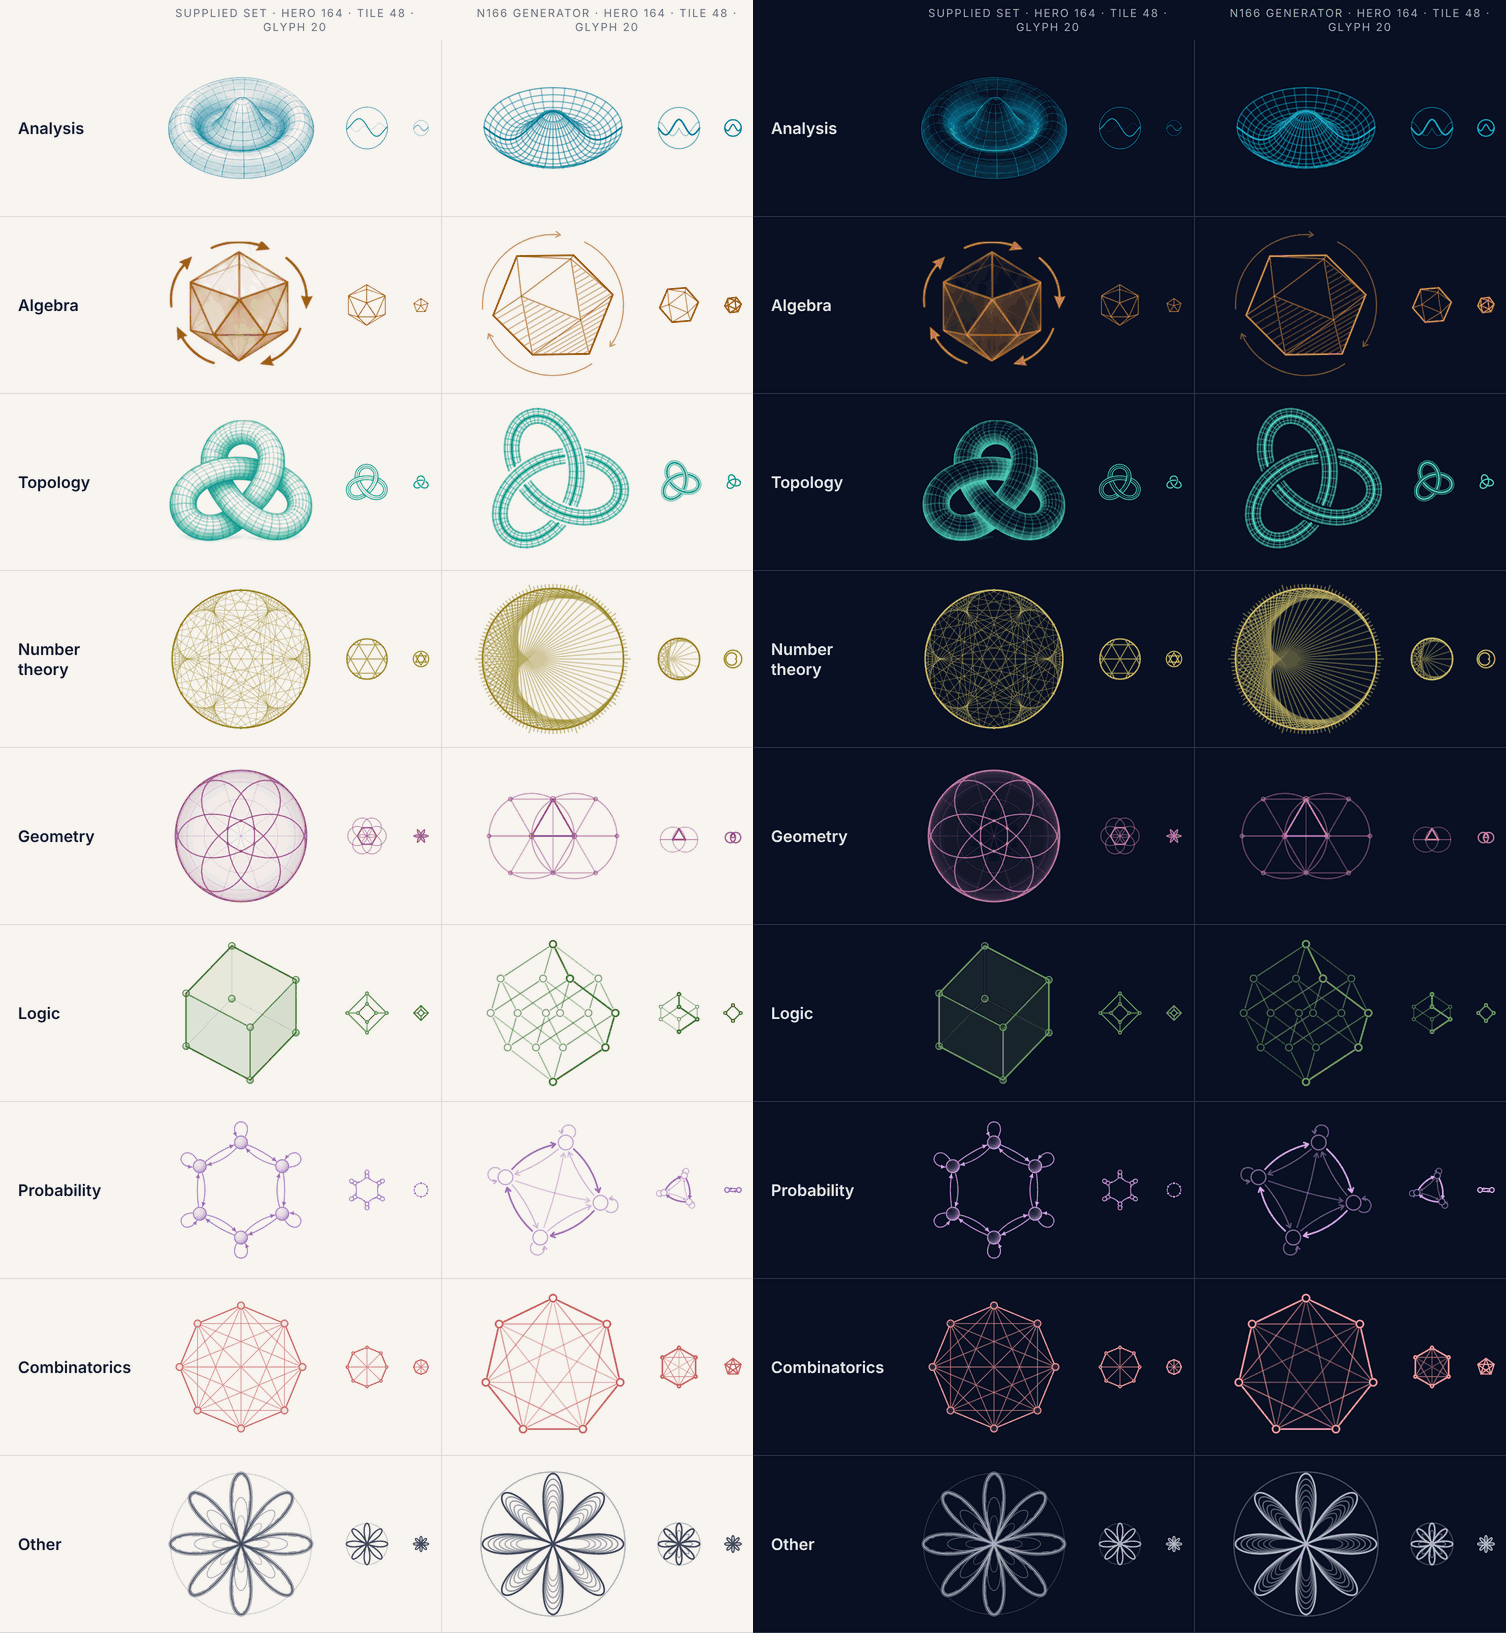 SUPPLIED SET · HERO 164 · TILE 48 ·
GLYPH 20
N166 GENERATOR · HERO 164 · TILE 48 ·
GLYPH 20
SUPPLIED SET · HERO 164 · TILE 48 ·
GLYPH 20
N166 GENERATOR · HERO 164 · TILE 48 ·
GLYPH 20
Analysis
Analysis
Algebra
Algebra
Topology
Topology
Number
theory
Number
theory
Geometry
Geometry
Logic
Logic
Probability
Probability
Combinatorics
Combinatorics
Other
Other